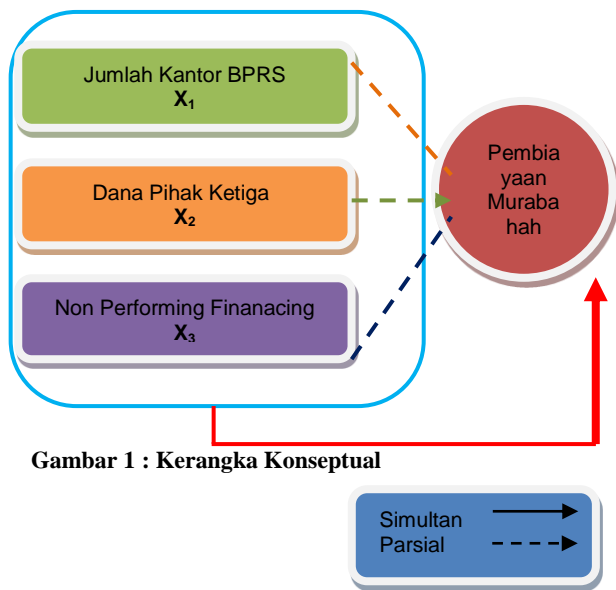 Jumlah Kantor BPRS
X₁
Dana Pihak Ketiga
X₂
Non Performing Finanacing
X₃
Pembia
yaan
Muraba
hah
Gambar 1 : Kerangka Konseptual
Simultan
Parsial